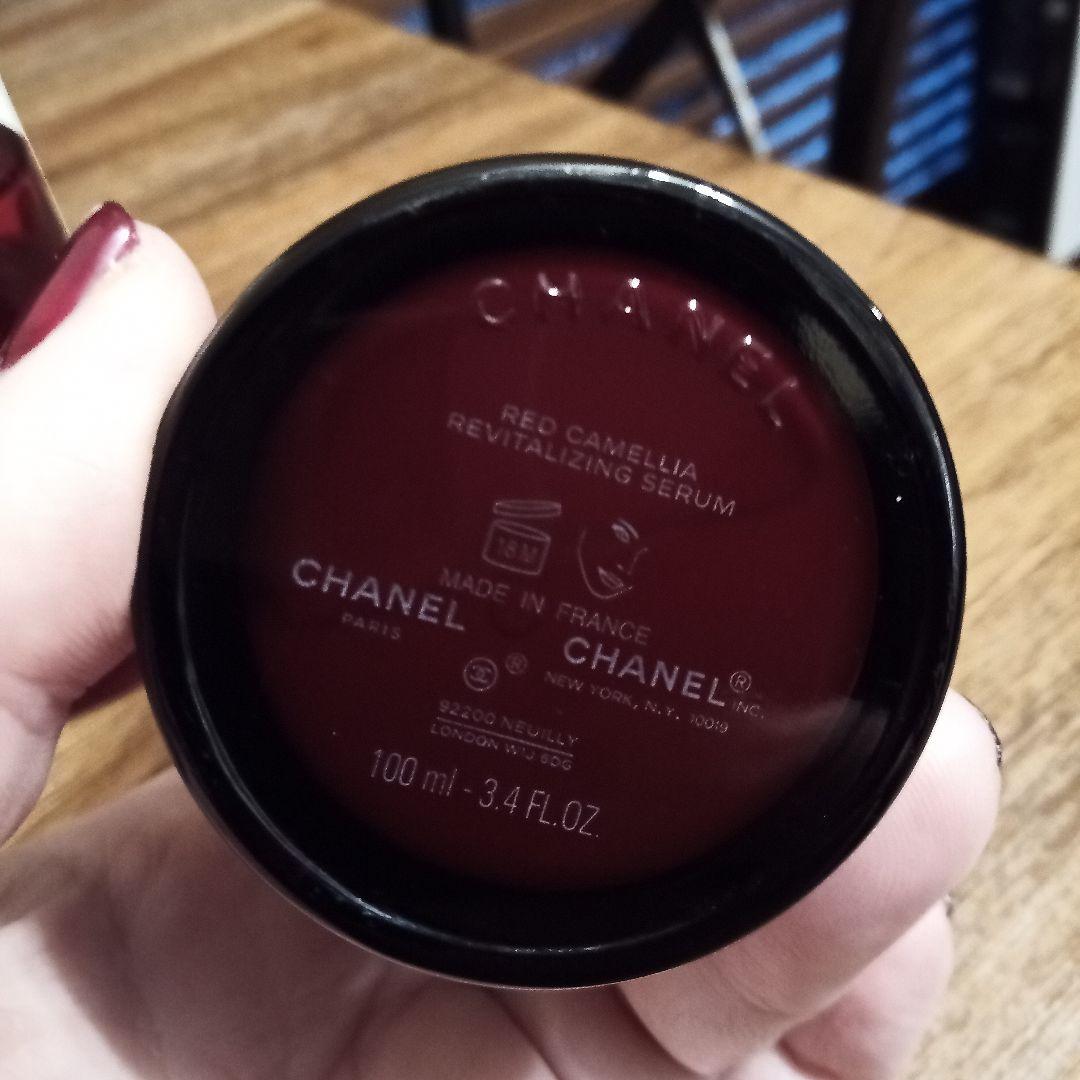 CHANEL
RED CAMELLIA
REVITALIZING SERUM
18M
MADE IN FRANCE
CHANEL
PARIS
CHANEL® INC.
NEW YORK, N.Y. 10019
®
92200 NEUILLY
LONDON W1J 6DG
100 ml - 3.4 FL.OZ.